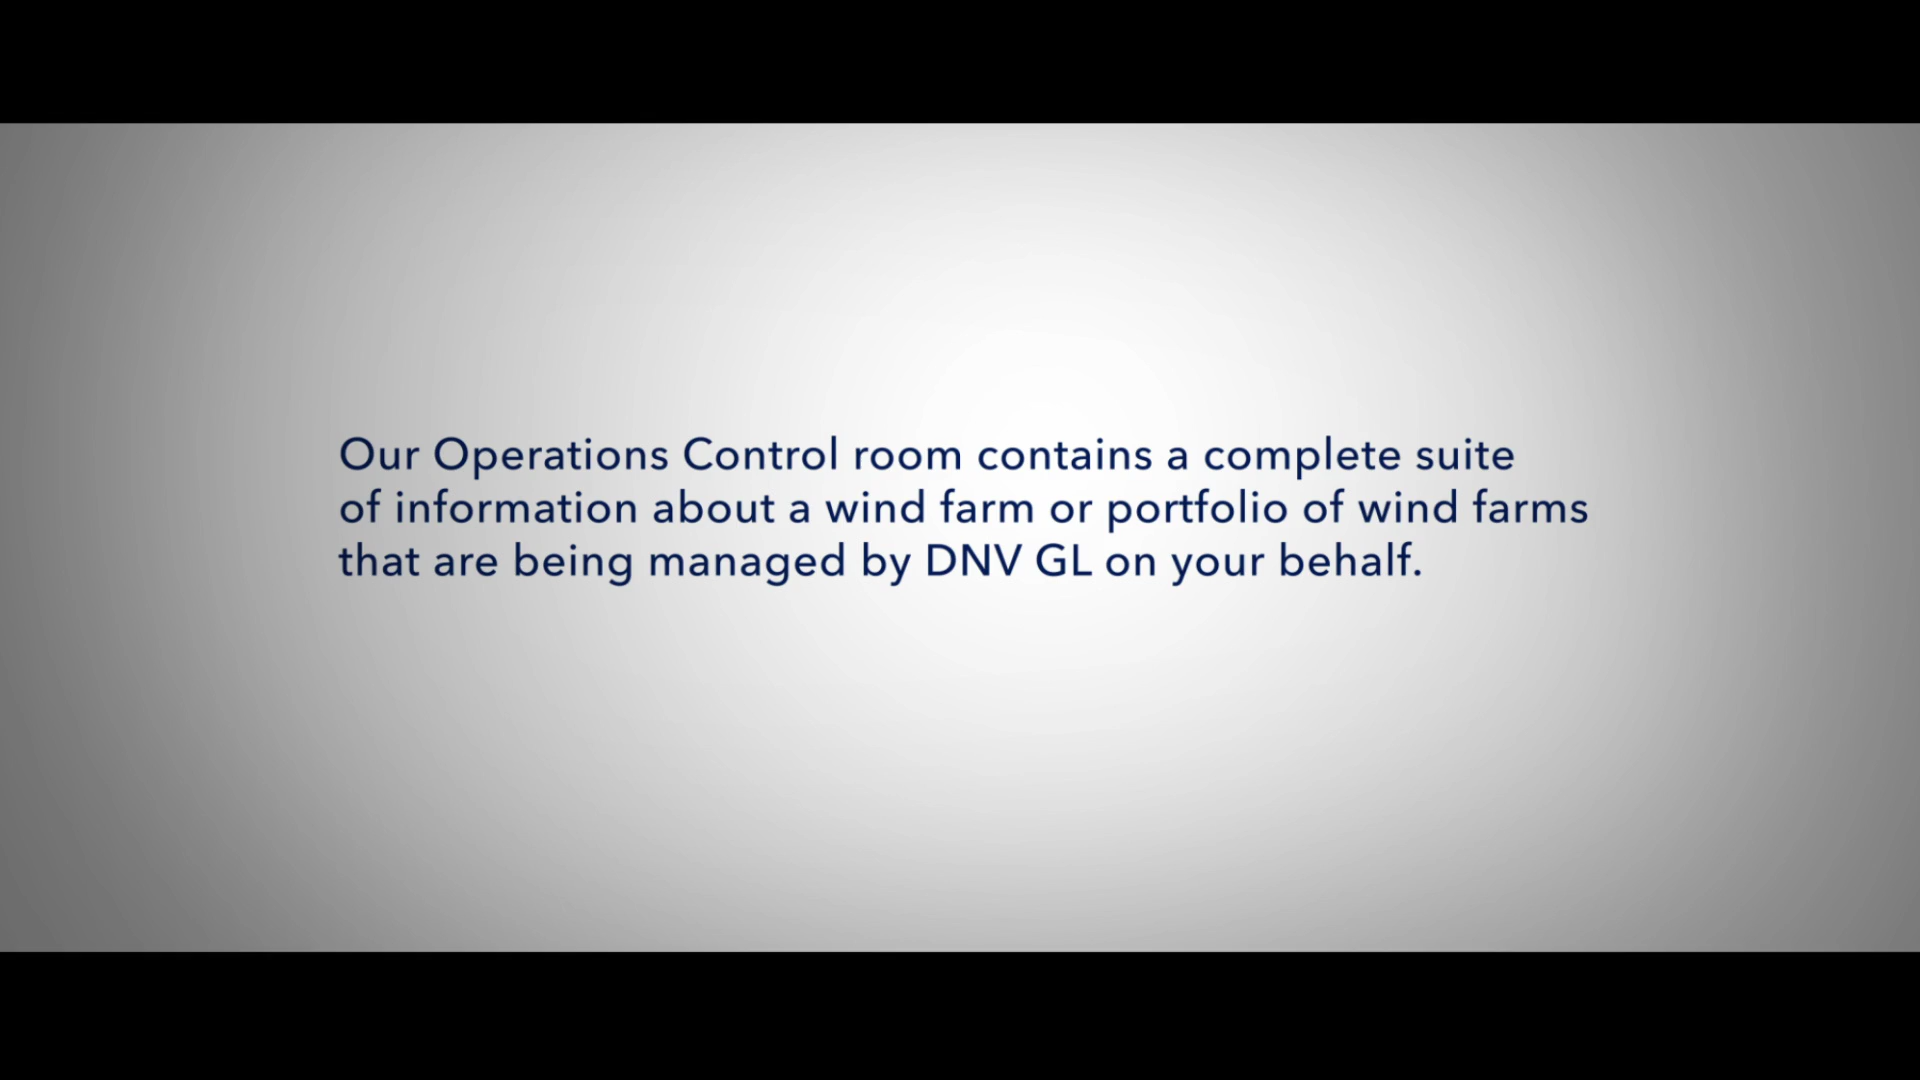 Our Operations Control room contains a complete suite
of information about a wind farm or portfolio of wind farms
that are being managed by DNV GL on your behalf.